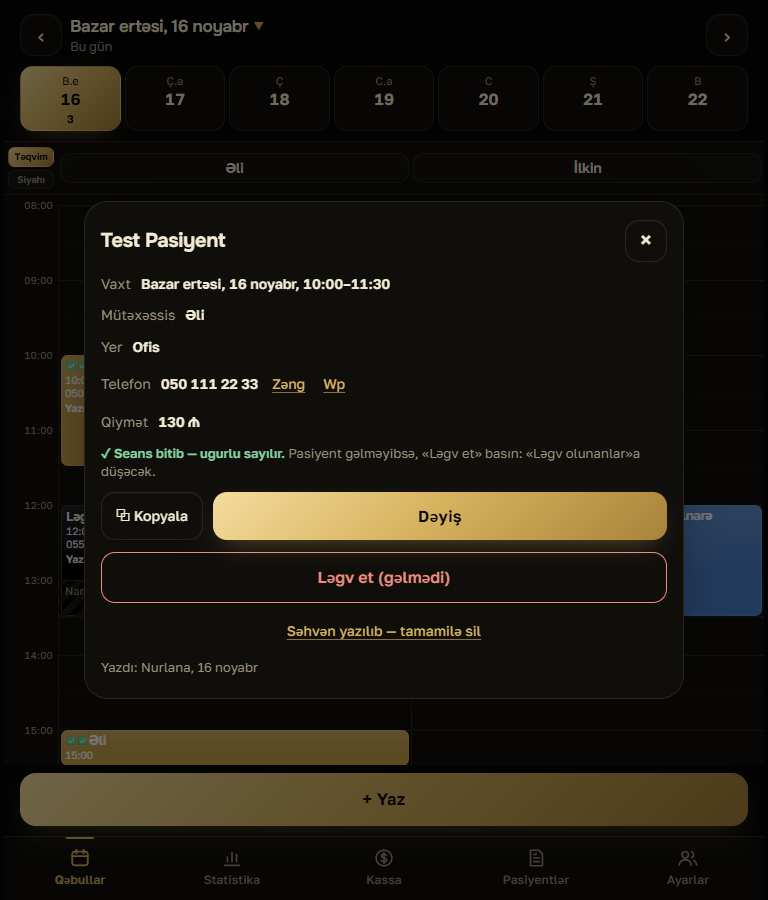 Bazar ertəsi, 16 noyabr ▼
Bu gün
B.e Ç.a Ç C.a C Ş B
16 17 18 19 20 21 22
3
Təqvim
Siyahı
Əli İlkin
08:00
Test Pasiyent ×
Vaxt Bazar ertəsi, 16 noyabr, 10:00–11:30
09:00
Mütəxəssis Əli
Yer Ofis
10:00
Telefon 050 111 22 33 Zəng Wp
Qiymət 130 ₼
11:00
✓ Seans bitib — uğurlu sayılır. Pasiyent gəlməyibsə, «Ləğv et» basın: «Ləğv olunanlar»a
düşəcək.
12:00
Kopyala Dəyiş
13:00
Ləğv et (gəlmədi)
Səhvən yazılıb — tamamilə sil
14:00
Yazdı: Nurlana, 16 noyabr
15:00
Əli
15:00
+ Yaz
Qəbullar Statistika Kassa Pasiyentlər Ayarlar